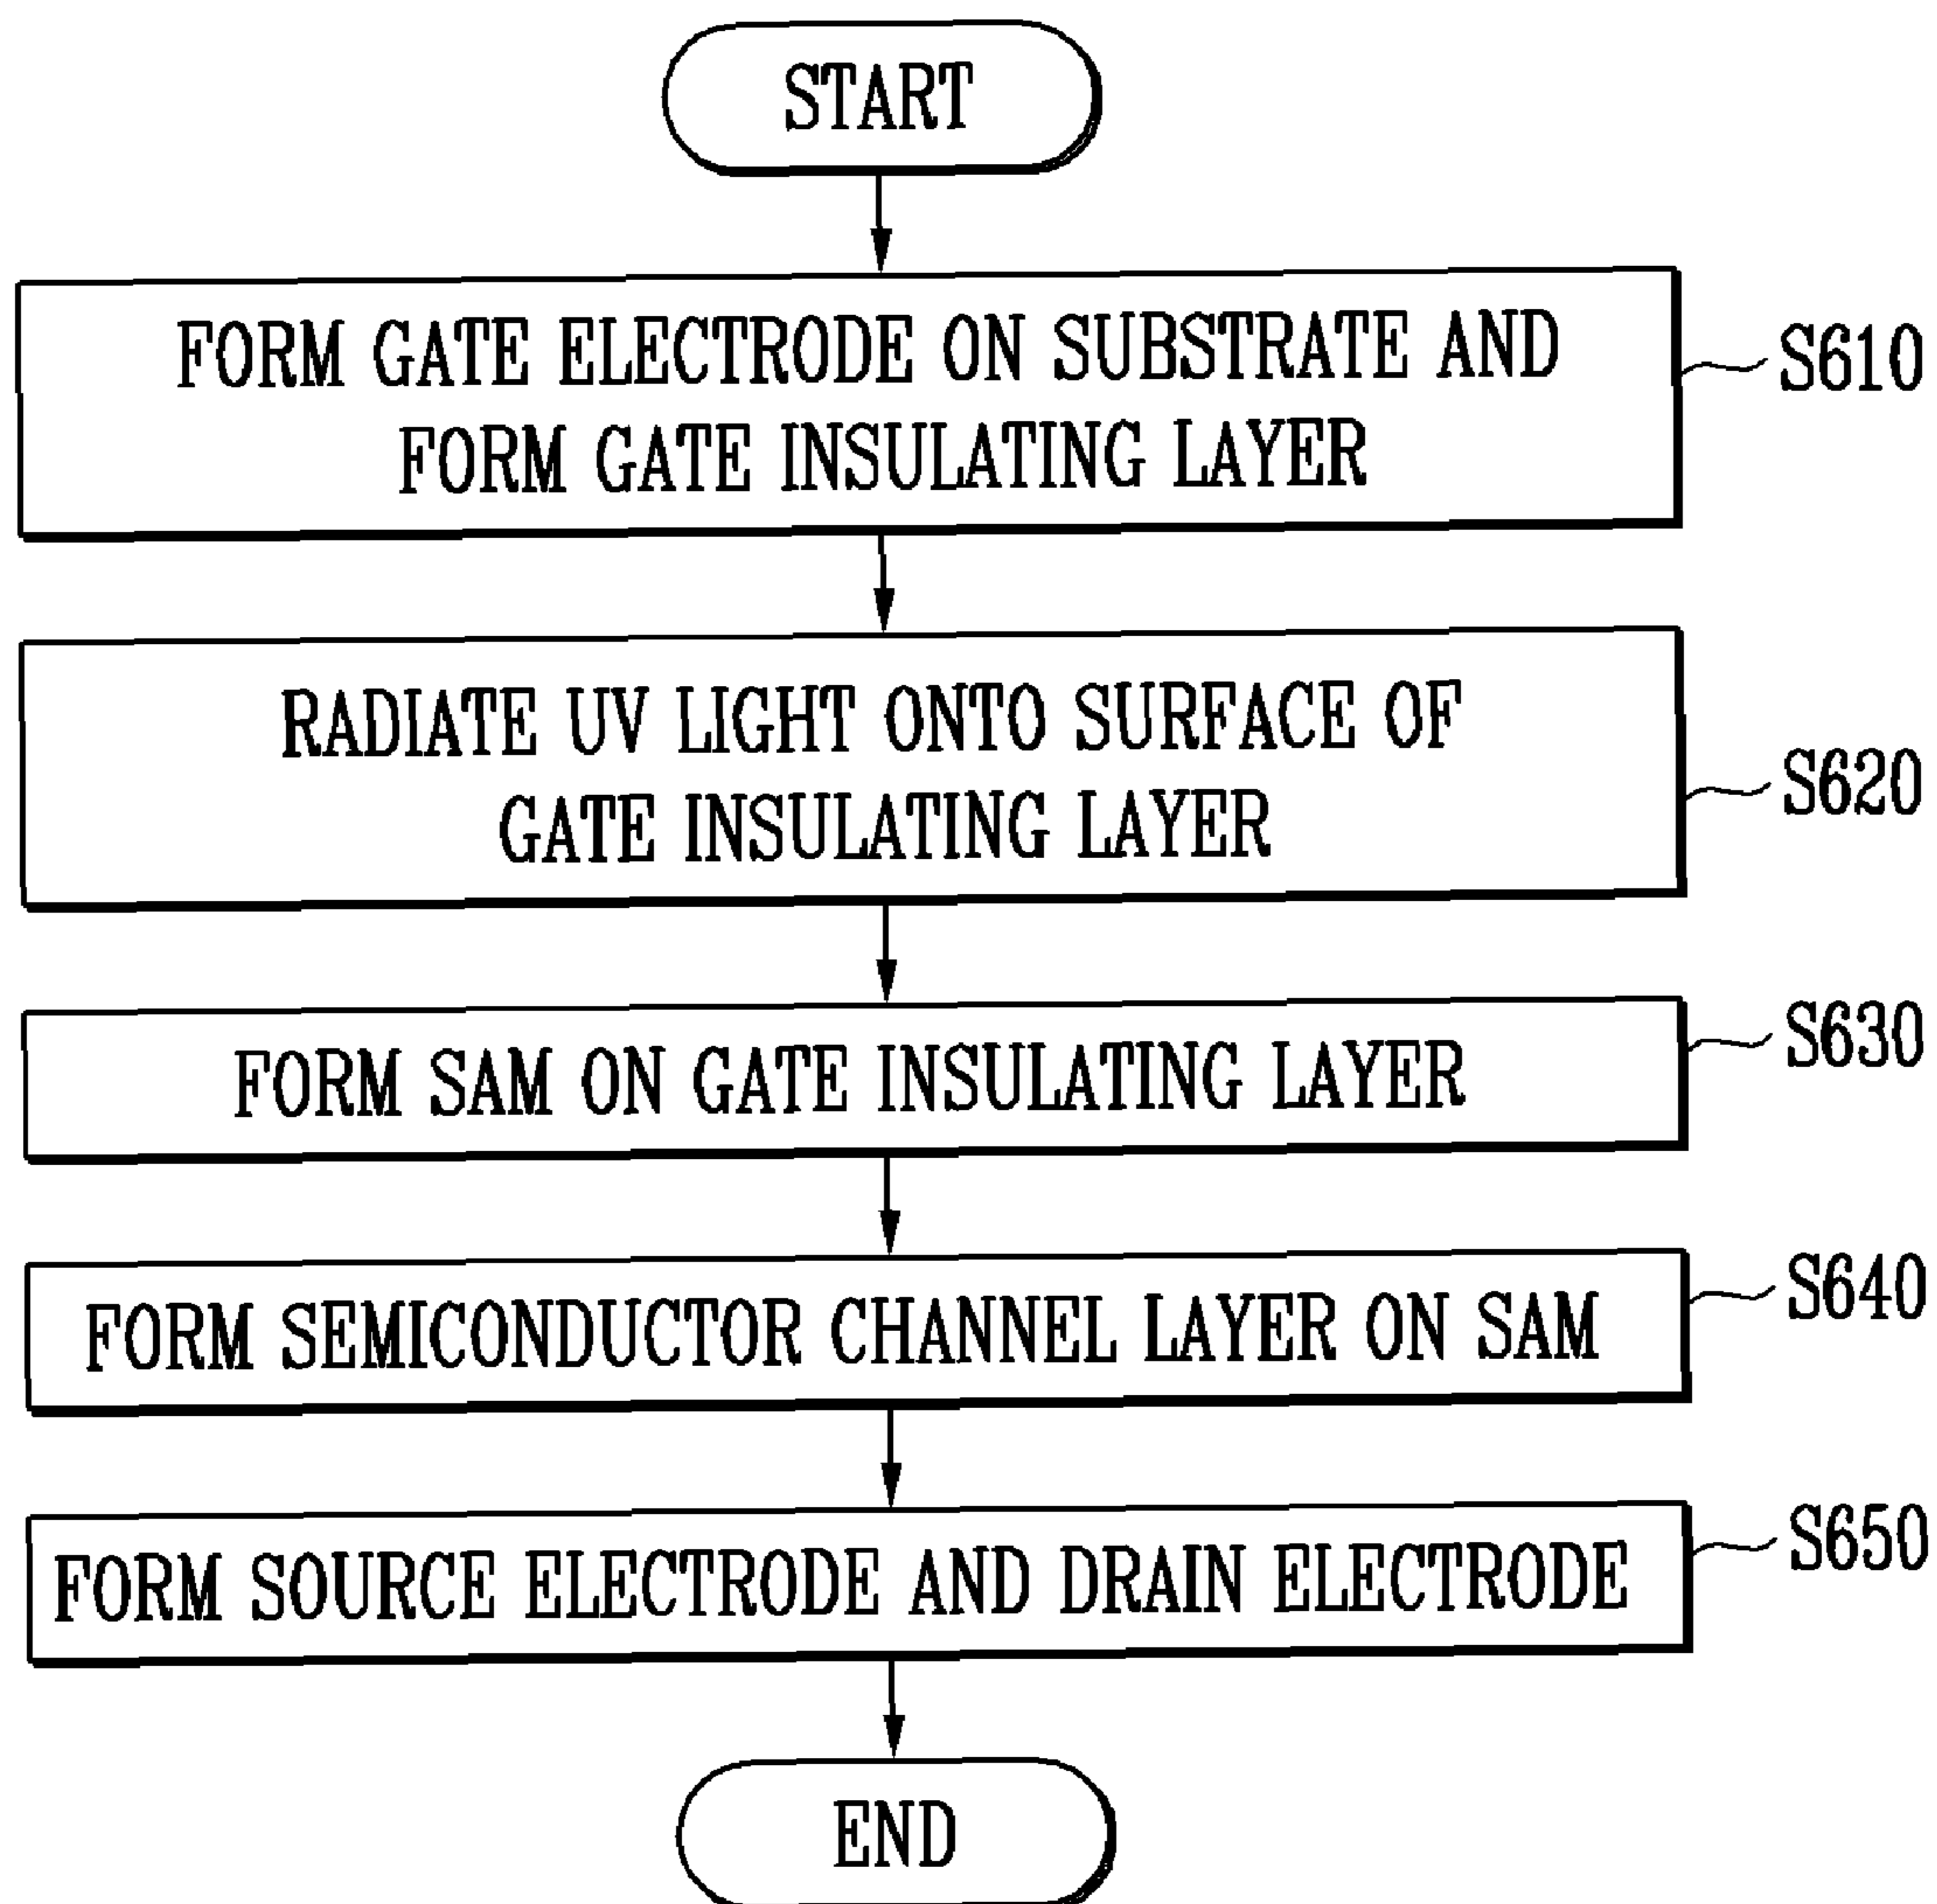 START
FORM GATE ELECTRODE ON SUBSTRATE AND
FORM GATE INSULATING LAYER
S610
RADIATE UV LIGHT ONTO SURFACE OF
GATE INSULATING LAYER
S620
FORM SAM ON GATE INSULATING LAYER
S630
FORM SEMICONDUCTOR CHANNEL LAYER ON SAM
S640
FORM SOURCE ELECTRODE AND DRAIN ELECTRODE
S650
END